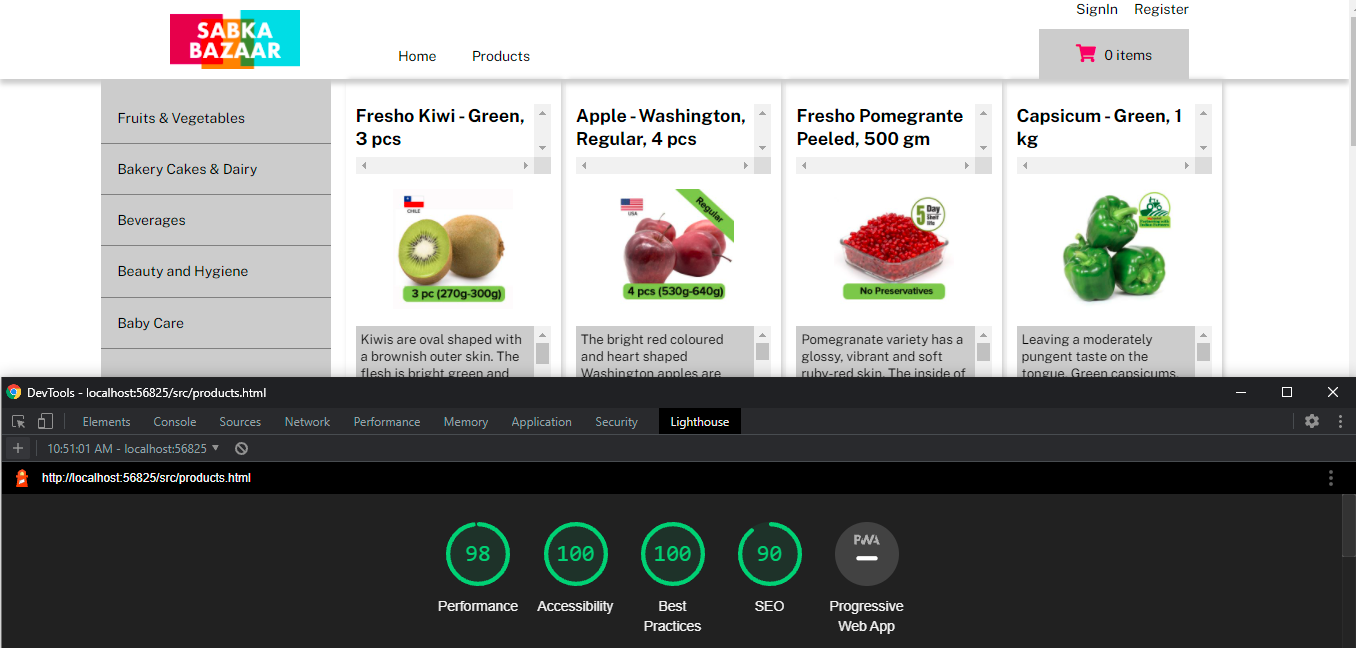 SignIn Register
SABKA
BAZAAR
Home Products
0 items
Fruits & Vegetables
Bakery Cakes & Dairy
Beverages
Beauty and Hygiene
Baby Care
Fresho Kiwi - Green,
3 pcs
CHILE
3 pc (270g-300g)
Kiwis are oval shaped with
a brownish outer skin. The
flesh is bright green and
Apple - Washington,
Regular, 4 pcs
USA
Regular
4 pcs (530g-640g)
The bright red coloured
and heart shaped
Washington apples are
Fresho Pomegrante
Peeled, 500 gm
5 Day
Shelf
life
No Preservatives
Pomegranate variety has a
glossy, vibrant and soft
ruby-red skin. The inside of
Capsicum - Green, 1
kg
Leaving a moderately
pungent taste on the
tongue, Green capsicums,
DevTools - localhost:56825/src/products.html
Elements Console Sources Network Performance Memory Application Security Lighthouse
10:51:01 AM - localhost:56825
http://localhost:56825/src/products.html
98 100 100 90 PWA
Performance Accessibility Best
Practices SEO Progressive
Web App